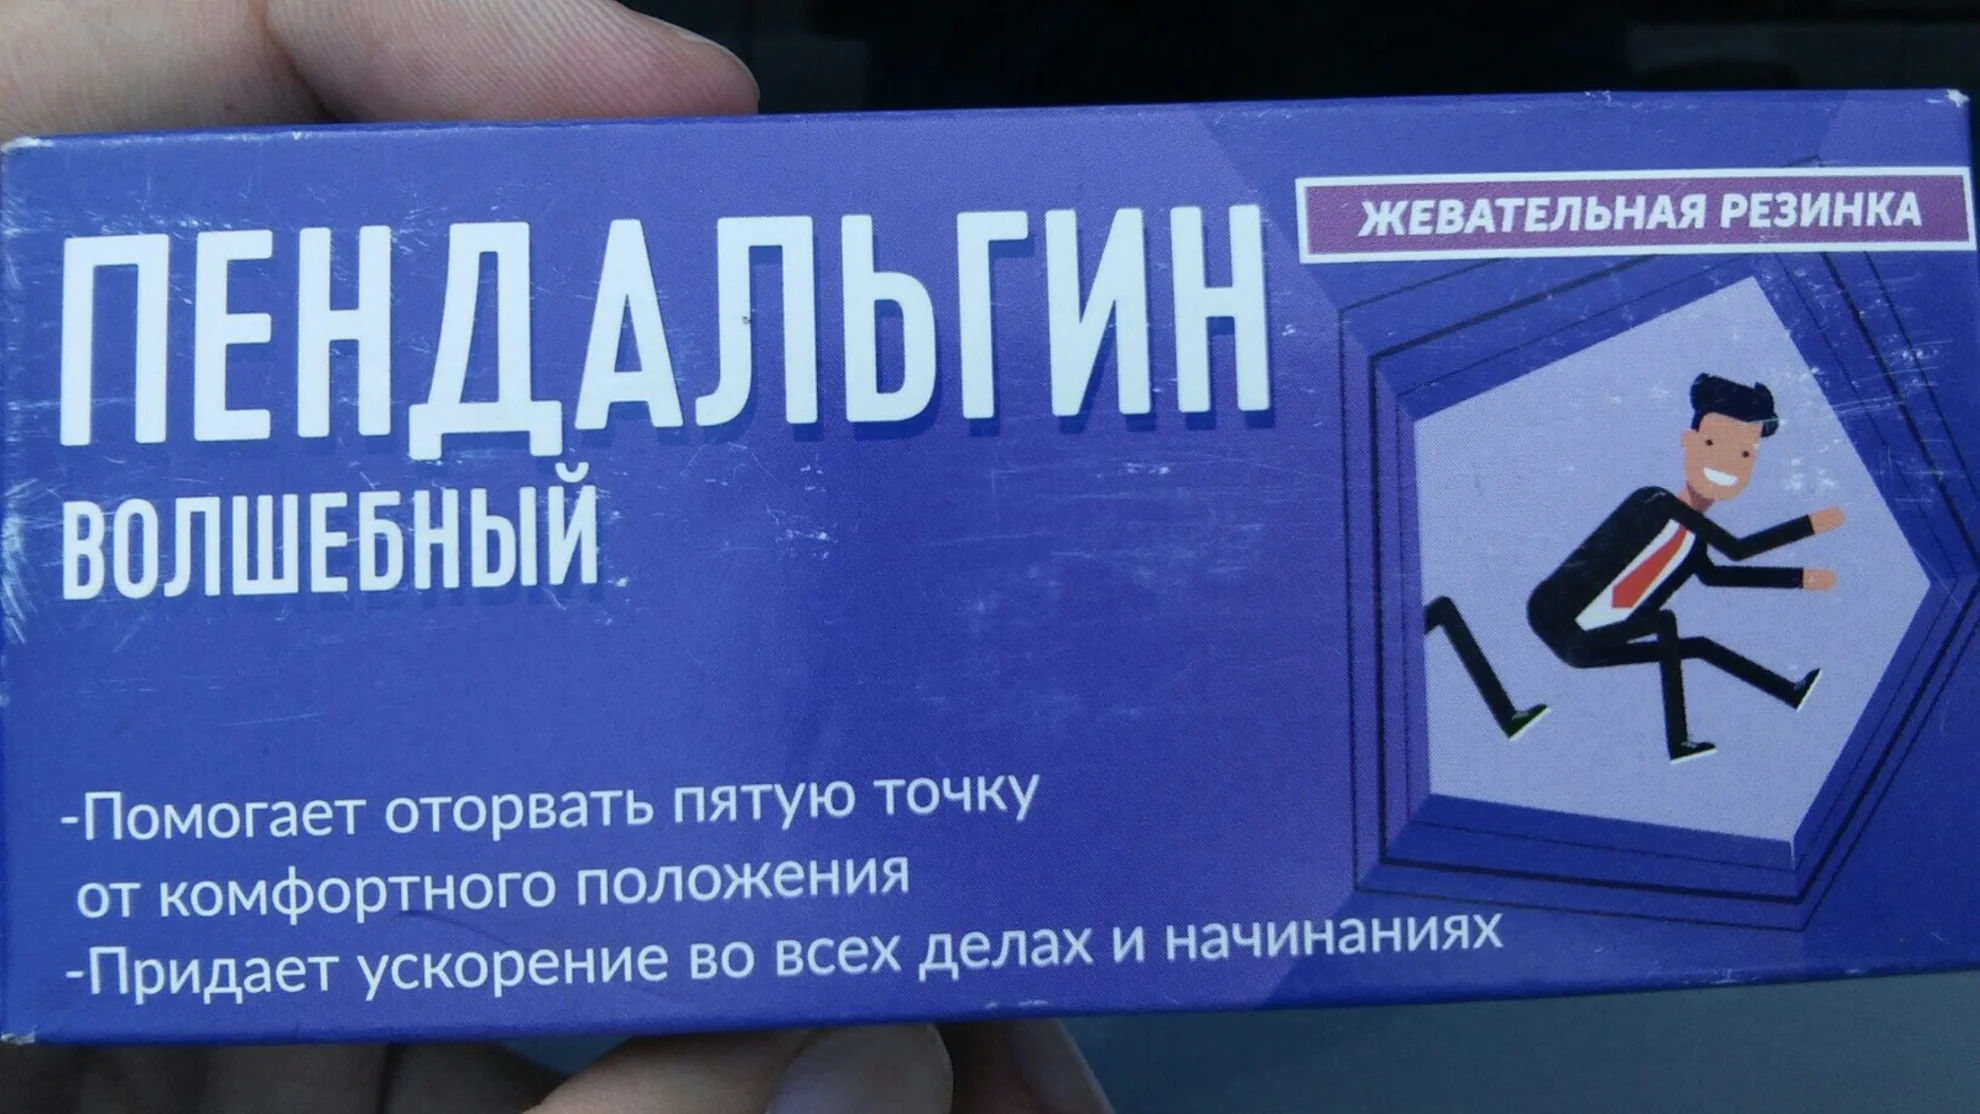 ЖЕВАТЕЛЬНАЯ РЕЗИНКА
ПЕНДАЛЬГИН
ВОЛШЕБНЫЙ
-Помогает оторвать пятую точку
от комфортного положения
-Придает ускорение во всех делах и начинаниях